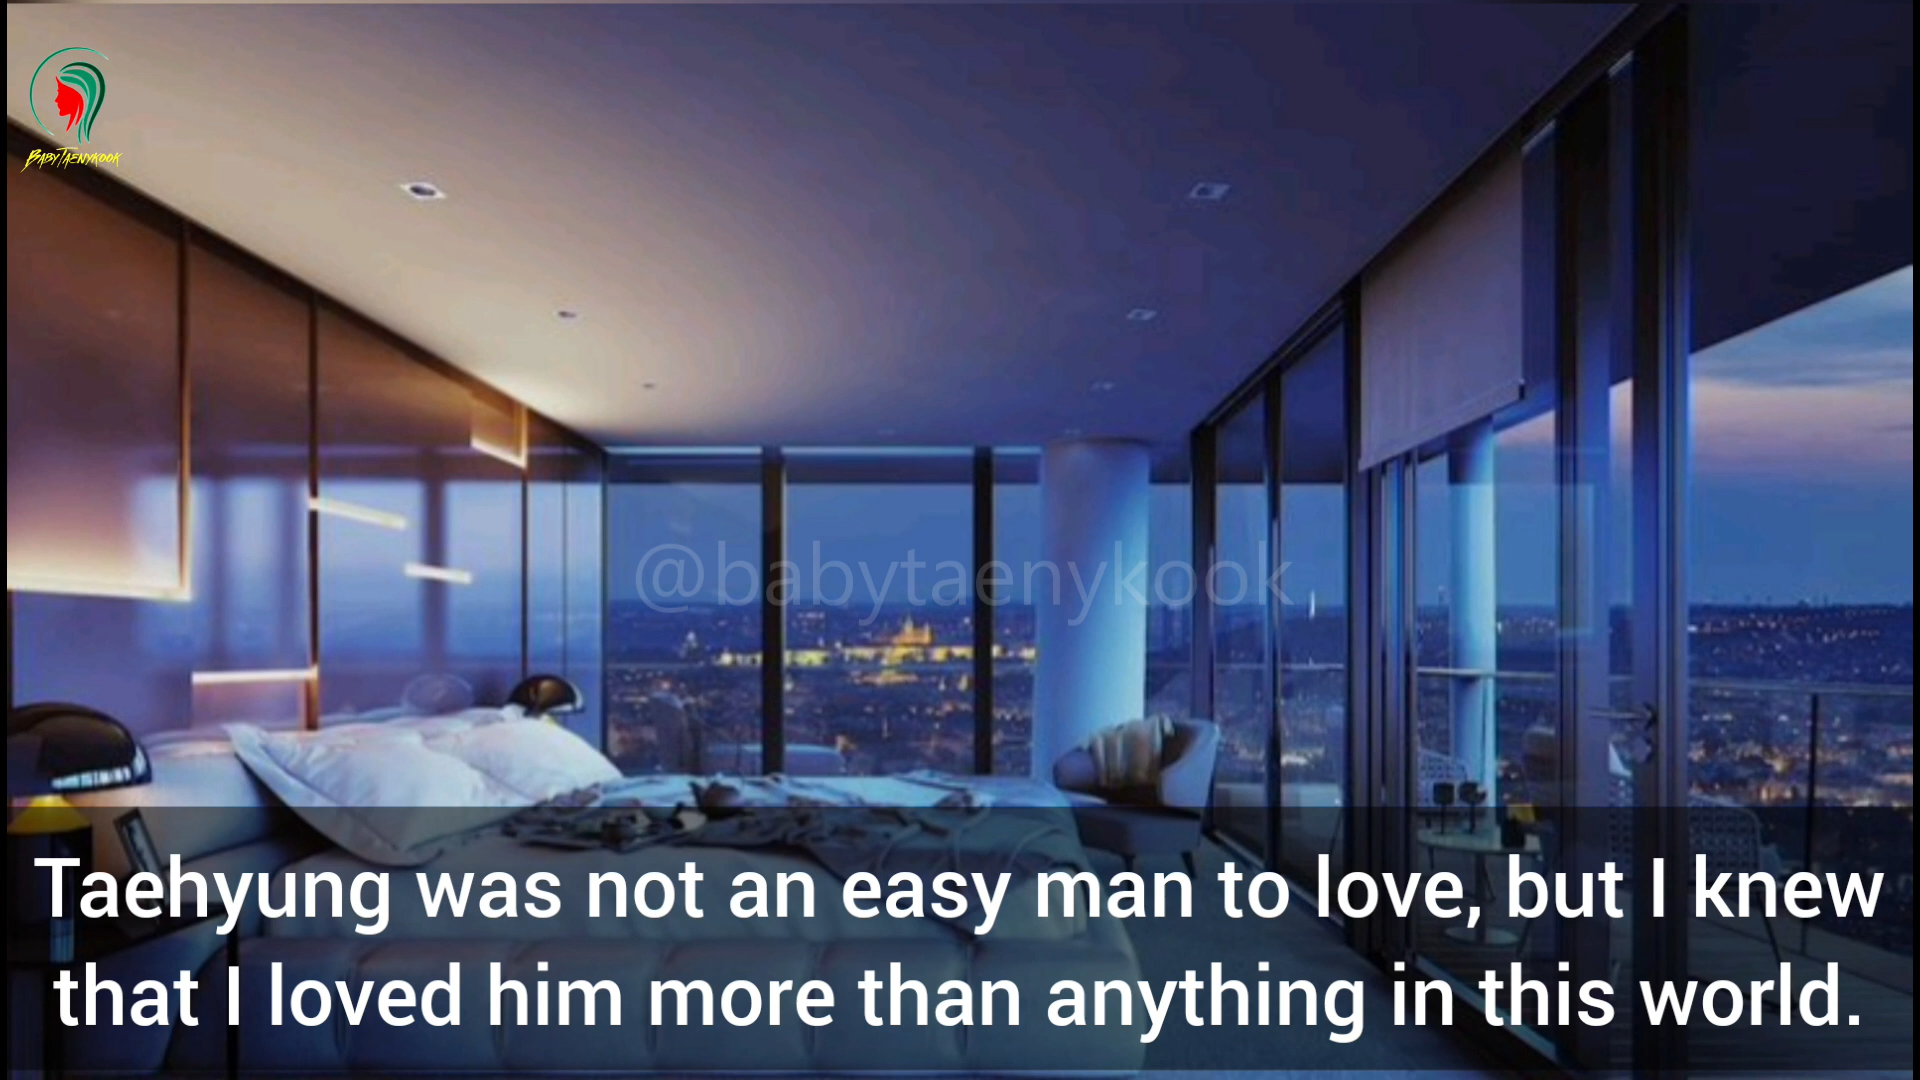 BABYTAENYKOOK
@babytaenykook
Taehyung was not an easy man to love, but I knew
that I loved him more than anything in this world.